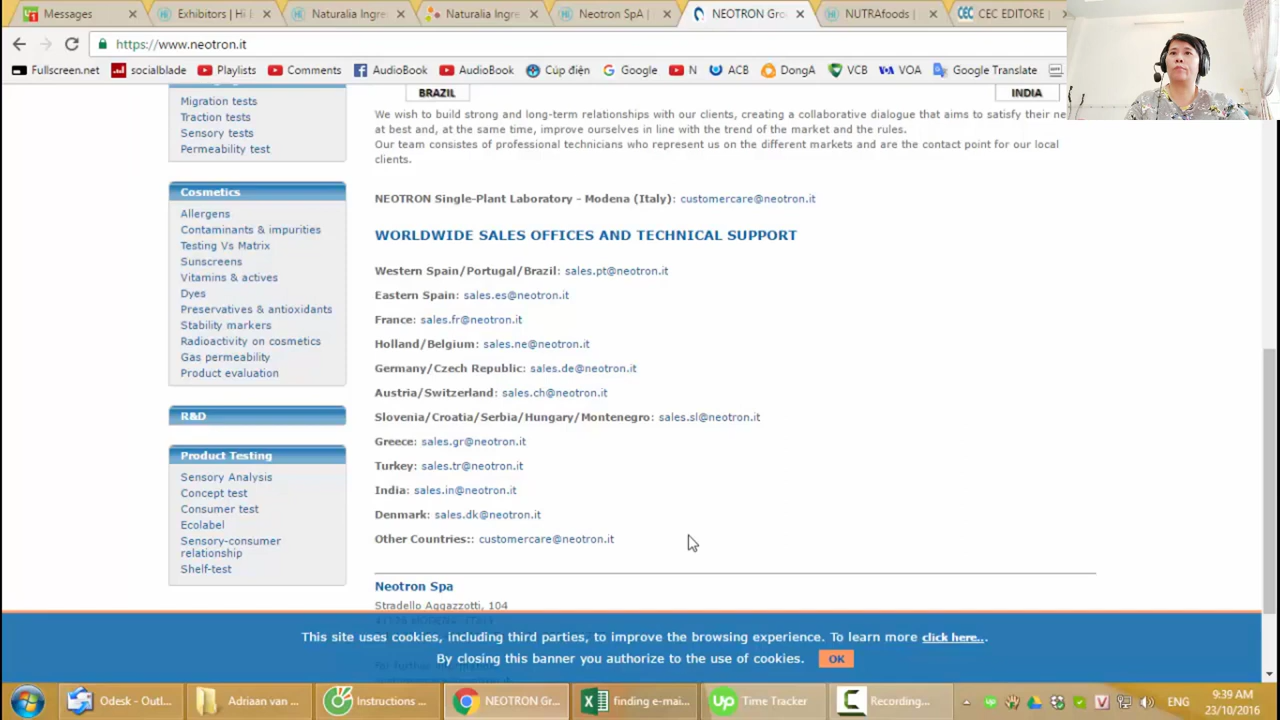 Messages
Exhibitors | Hi I
Naturalia Ingre
Naturalia Ingre
Neotron SpA |
NEOTRON Gro
NUTRAfoods |
CEC EDITORE |
https://www.neotron.it
Fullscreen.net
socialblade
Playlists
Comments
AudioBook
AudioBook
Cúp điện
Google
N
ACB
DongA
VCB
VOA
Google Translate
BRAZIL
INDIA
Migration tests
Traction tests
Sensory tests
Permeability test
We wish to build strong and long-term relationships with our clients, creating a collaborative dialogue that aims to satisfy their ne
at best and, at the same time, improve ourselves in line with the trend of the market and the rules.
Our team consists of professional technicians who represent us on the different markets and are the contact point for our local
clients.
Cosmetics
Allergens
Contaminants & impurities
Testing Vs Matrix
Sunscreens
Vitamins & actives
Dyes
Preservatives & antioxidants
Stability markers
Radioactivity on cosmetics
Gas permeability
Product evaluation
R&D
Product Testing
Sensory Analysis
Concept test
Consumer test
Ecolabel
Sensory-consumer
relationship
Shelf-test
NEOTRON Single-Plant Laboratory - Modena (Italy): customercare@neotron.it
WORLDWIDE SALES OFFICES AND TECHNICAL SUPPORT
Western Spain/Portugal/Brazil: sales.pt@neotron.it
Eastern Spain: sales.es@neotron.it
France: sales.fr@neotron.it
Holland/Belgium: sales.ne@neotron.it
Germany/Czech Republic: sales.de@neotron.it
Austria/Switzerland: sales.ch@neotron.it
Slovenia/Croatia/Serbia/Hungary/Montenegro: sales.sl@neotron.it
Greece: sales.gr@neotron.it
Turkey: sales.tr@neotron.it
India: sales.in@neotron.it
Denmark: sales.dk@neotron.it
Other Countries:: customercare@neotron.it
Neotron Spa
Stradello Aggazzotti, 104
This site uses cookies, including third parties, to improve the browsing experience. To learn more click here...
By closing this banner you authorize to the use of cookies. OK
Odesk - Outl...
Adriaan van ...
Instructions ...
NEOTRON Gr...
finding e-mai...
Time Tracker
Recording...
ENG
9:39 AM
23/10/2016